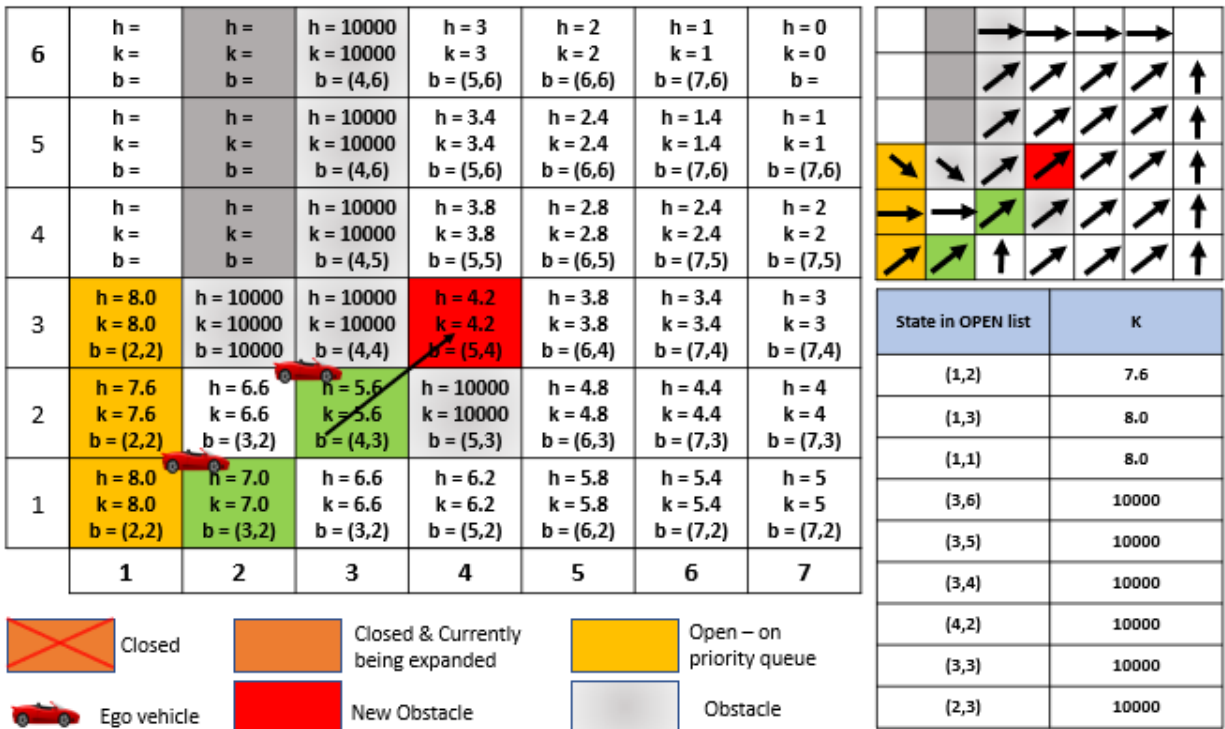 6
h =
k =
b =
h =
k =
b =
h = 10000
k = 10000
b = (4,6)
h = 3
k = 3
b = (5,6)
h = 2
k = 2
b = (6,6)
h = 1
k = 1
b = (7,6)
h = 0
k = 0
b =
5
h =
k =
b =
h =
k =
b =
h = 10000
k = 10000
b = (4,6)
h = 3.4
k = 3.4
b = (5,6)
h = 2.4
k = 2.4
b = (6,6)
h = 1.4
k = 1.4
b = (7,6)
h = 1
k = 1
b = (7,6)
4
h =
k =
b =
h =
k =
b =
h = 10000
k = 10000
b = (4,5)
h = 3.8
k = 3.8
b = (5,5)
h = 2.8
k = 2.8
b = (6,5)
h = 2.4
k = 2.4
b = (7,5)
h = 2
k = 2
b = (7,5)
3
h = 8.0
k = 8.0
b = (2,2)
h = 10000
k = 10000
b = 10000
h = 10000
k = 10000
b = (4,4)
h = 4.2
k = 4.2
b = (5,4)
h = 3.8
k = 3.8
b = (6,4)
h = 3.4
k = 3.4
b = (7,4)
h = 3
k = 3
b = (7,4)
2
h = 7.6
k = 7.6
b = (2,2)
h = 6.6
k = 6.6
b = (3,2)
h = 5.6
k = 5.6
b = (4,3)
h = 10000
k = 10000
b = (5,3)
h = 4.8
k = 4.8
b = (6,3)
h = 4.4
k = 4.4
b = (7,3)
h = 4
k = 4
b = (7,3)
1
h = 8.0
k = 8.0
b = (2,2)
h = 7.0
k = 7.0
b = (3,2)
h = 6.6
k = 6.6
b = (3,2)
h = 6.2
k = 6.2
b = (5,2)
h = 5.8
k = 5.8
b = (6,2)
h = 5.4
k = 5.4
b = (7,2)
h = 5
k = 5
b = (7,2)
1 2 3 4 5 6 7
Closed
Closed & Currently
being expanded
Open – on
priority queue
Ego vehicle
New Obstacle
Obstacle
State in OPEN list K
(1,2) 7.6
(1,3) 8.0
(1,1) 8.0
(3,6) 10000
(3,5) 10000
(3,4) 10000
(4,2) 10000
(3,3) 10000
(2,3) 10000